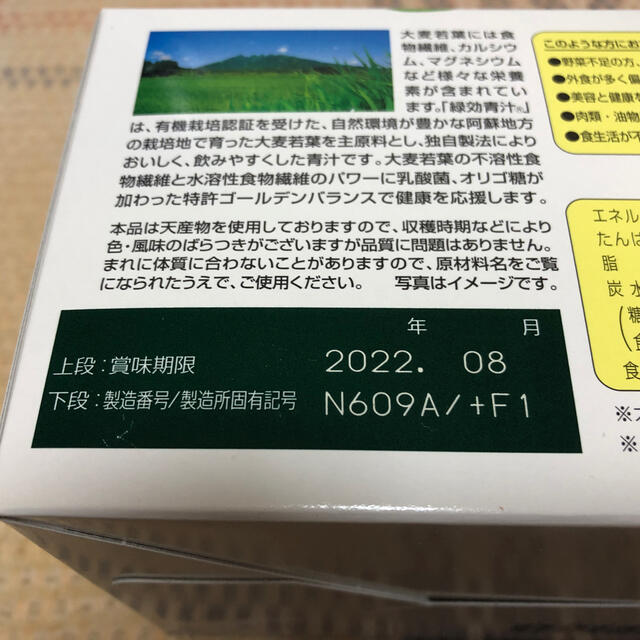 大麦若葉には食
物繊維、カルシウ
ム、マグネシウム
など様々な栄養
素が含まれてい
ます。「緑効青汁®」
は、有機栽培認証を受けた、自然環境が豊かな阿蘇地方
の栽培地で育った大麦若葉を主原料とし、独自製法により
おいしく、飲みやすくした青汁です。大麦若葉の不溶性食
物繊維と水溶性食物繊維のパワーに乳酸菌、オリゴ糖が
加わった特許ゴールデンバランスで健康を応援します。
本品は天産物を使用しておりますので、収穫時期などにより
色・風味のばらつきがございますが品質に問題はありません。
まれに体質に合わないことがありますので、原材料名をご覧
になられたうえで、ご使用ください。 写真はイメージです。
年 月
上段:賞味期限 2022. 08
下段:製造番号/製造所固有記号 N609A/+F1
このような方にお
●野菜不足の方、
●外食が多く偏
●美容と健康を
●肉類・油物
●食生活が不
エネル
たんぱ
脂
炭水
糖
食
※
※